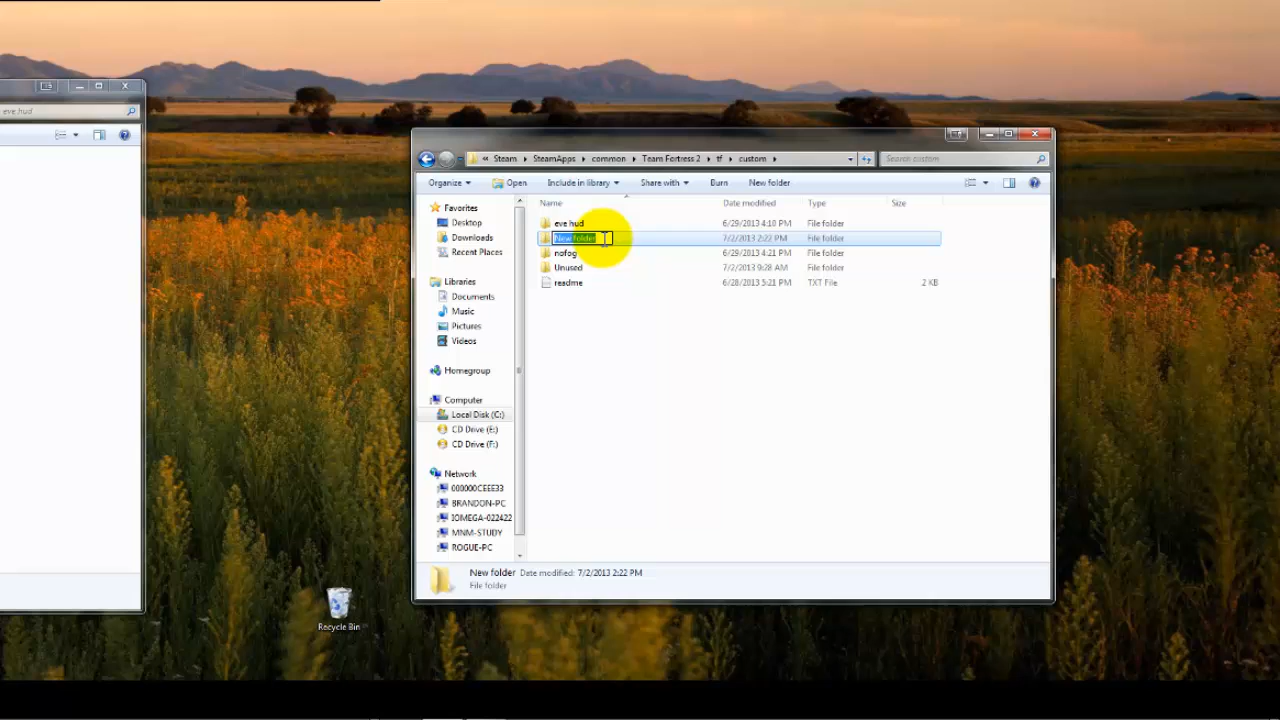 eve hud
« Steam ▸ SteamApps ▸ common ▸ Team Fortress 2 ▸ tf ▸ custom ▸
Search custom
Organize Open Include in library Share with Burn New folder
Name Date modified Type Size
Favorites
Desktop
Downloads
Recent Places
Libraries
Documents
Music
Pictures
Videos
Homegroup
Computer
Local Disk (C:)
CD Drive (E:)
CD Drive (F:)
Network
000000CEEE33
BRANDON-PC
IOMEGA-022422
MNM-STUDY
ROGUE-PC
eve hud 6/29/2013 4:10 PM File folder
New folder 7/2/2013 2:22 PM File folder
nofog 6/29/2013 4:21 PM File folder
Unused 7/2/2013 9:28 AM File folder
readme 6/28/2013 5:21 PM TXT File 2 KB
New folder Date modified: 7/2/2013 2:22 PM
File folder
Recycle Bin